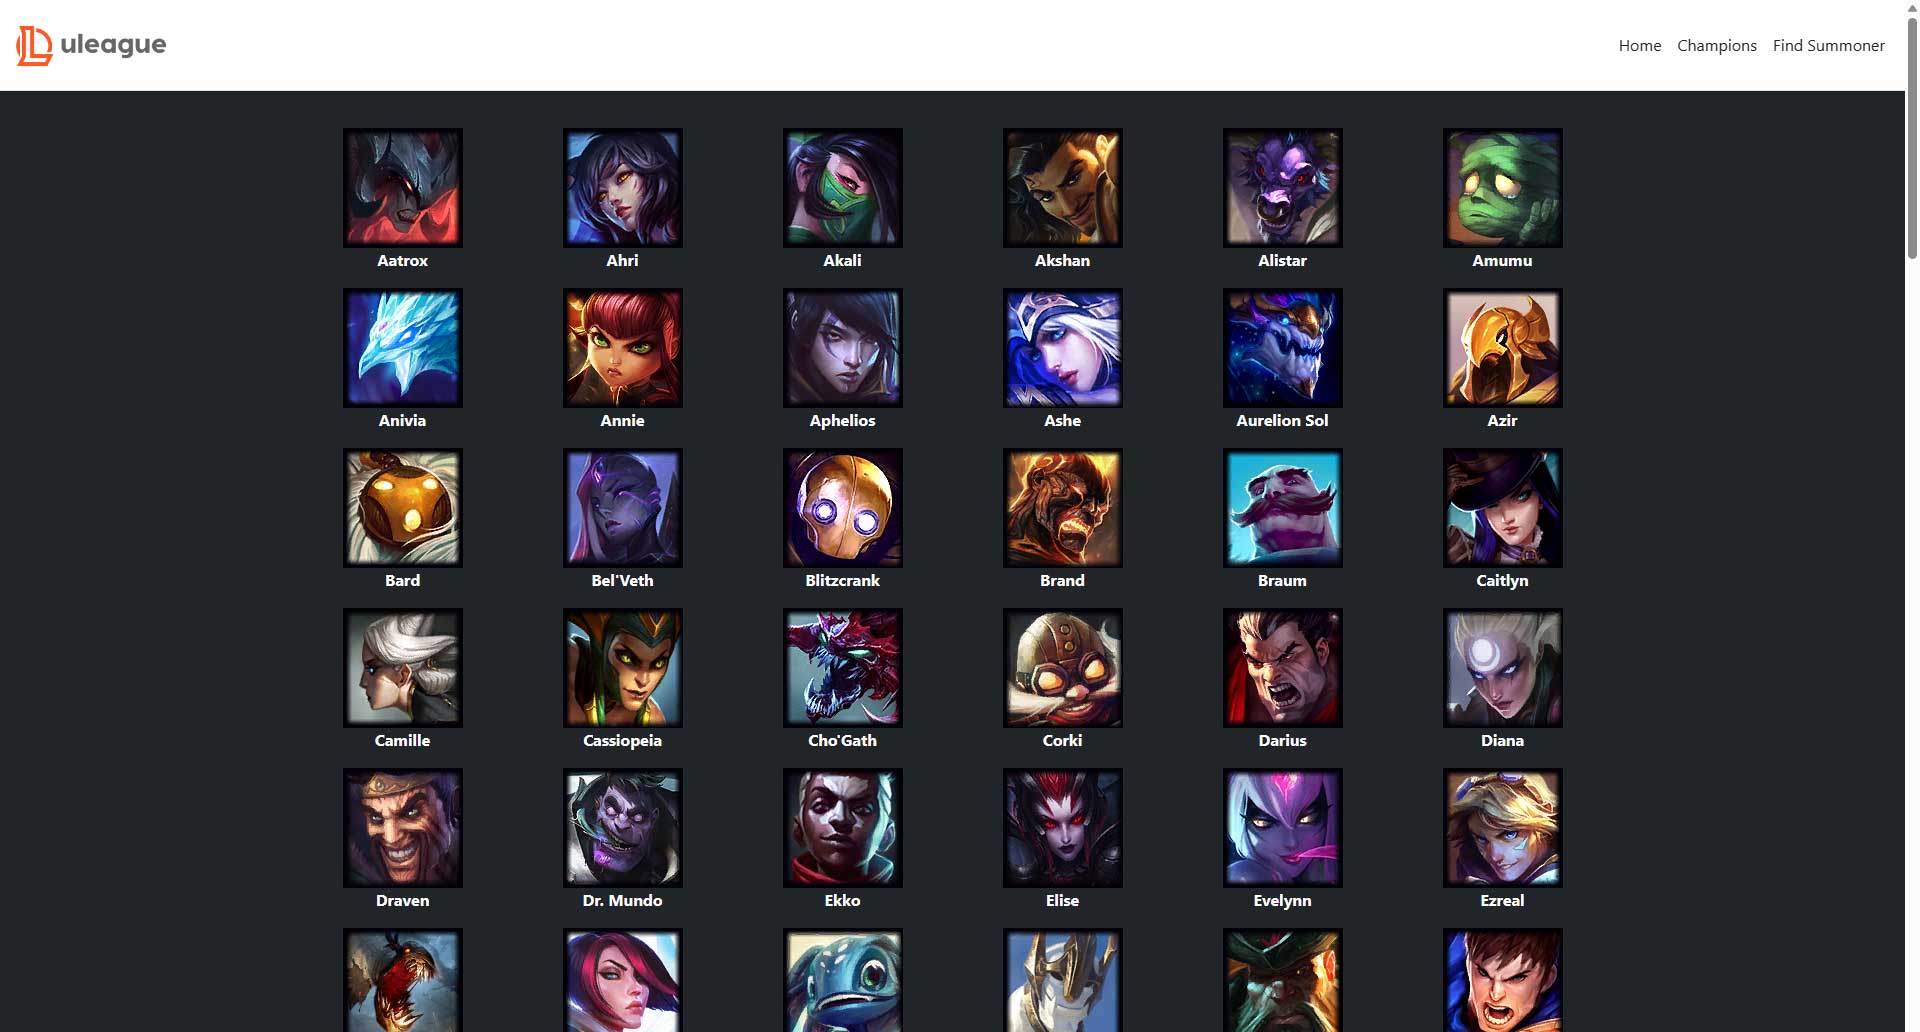 uleague
Home Champions Find Summoner
Aatrox Ahri Akali Akshan Alistar Amumu
Anivia Annie Aphelios Ashe Aurelion Sol Azir
Bard Bel'Veth Blitzcrank Brand Braum Caitlyn
Camille Cassiopeia Cho'Gath Corki Darius Diana
Draven Dr. Mundo Ekko Elise Evelynn Ezreal